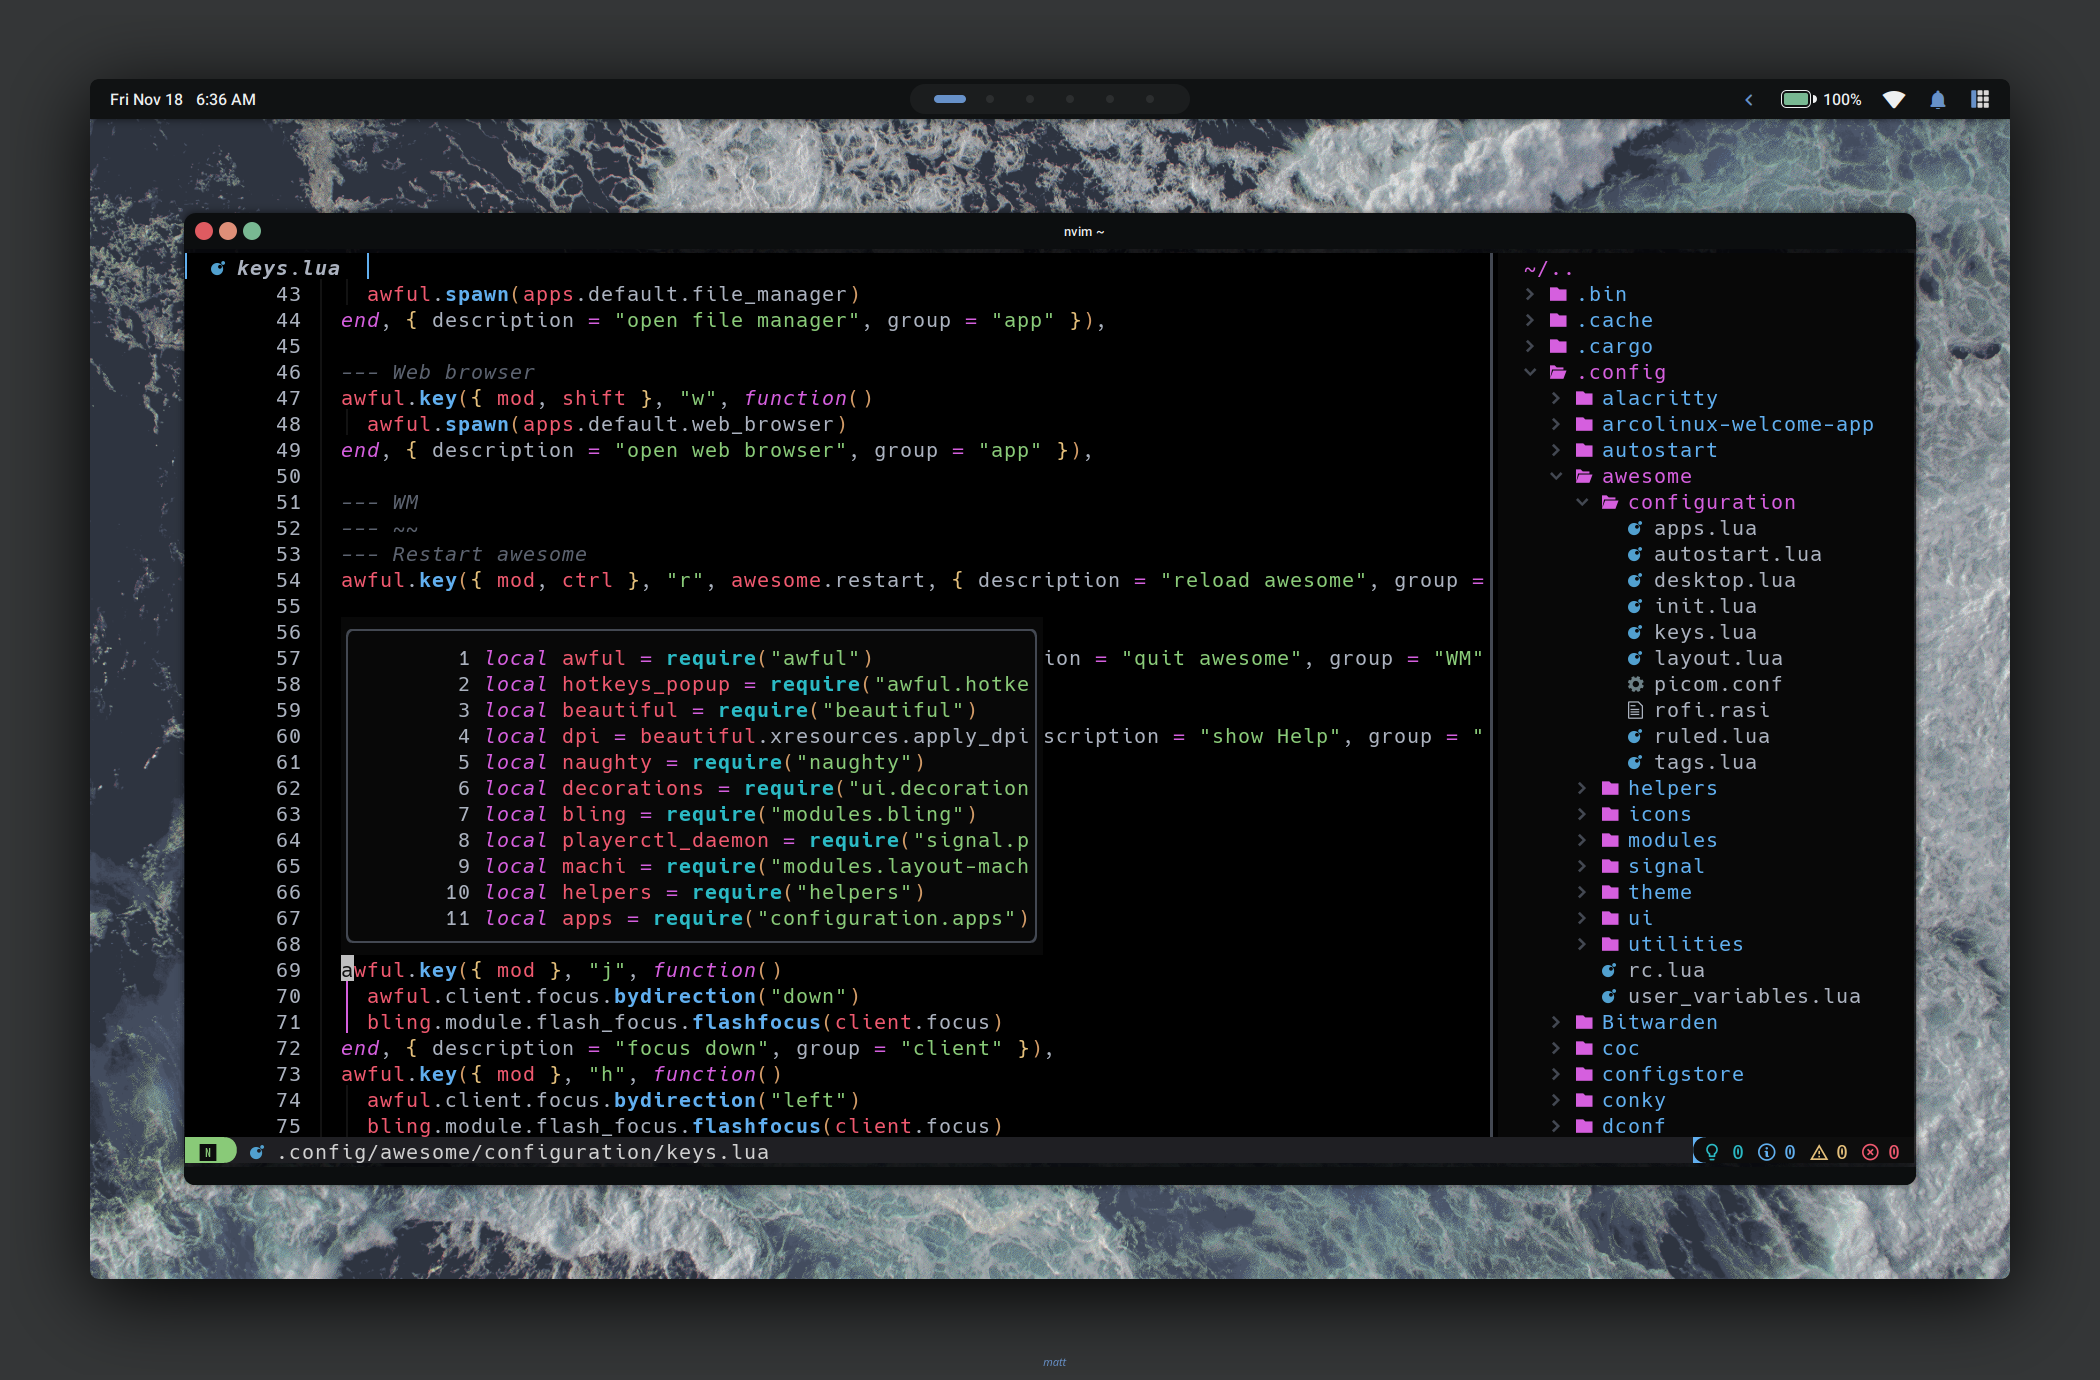 Fri Nov 18 6:36 AM
100%
nvim ~
keys.lua
43 awful.spawn(apps.default.file_manager)
44 end, { description = "open file manager", group = "app" }),
45
46 --- Web browser
47 awful.key({ mod, shift }, "w", function()
48 awful.spawn(apps.default.web_browser)
49 end, { description = "open web browser", group = "app" }),
50
51 --- WM
52 --- ~~
53 --- Restart awesome
54 awful.key({ mod, ctrl }, "r", awesome.restart, { description = "reload awesome", group =
55
56
57 ion = "quit awesome", group = "WM"
58
59
60 scription = "show Help", group = "
61
62
63
64
65
66
67
68
1 local awful = require("awful")
2 local hotkeys_popup = require("awful.hotke
3 local beautiful = require("beautiful")
4 local dpi = beautiful.xresources.apply_dpi
5 local naughty = require("naughty")
6 local decorations = require("ui.decoration
7 local bling = require("modules.bling")
8 local playerctl_daemon = require("signal.p
9 local machi = require("modules.layout-mach
10 local helpers = require("helpers")
11 local apps = require("configuration.apps")
69 awful.key({ mod }, "j", function()
70 awful.client.focus.bydirection("down")
71 bling.module.flash_focus.flashfocus(client.focus)
72 end, { description = "focus down", group = "client" }),
73 awful.key({ mod }, "h", function()
74 awful.client.focus.bydirection("left")
75 bling.module.flash_focus.flashfocus(client.focus)
~/..
.bin
.cache
.cargo
.config
alacritty
arcolinux-welcome-app
autostart
awesome
configuration
apps.lua
autostart.lua
desktop.lua
init.lua
keys.lua
layout.lua
picom.conf
rofi.rasi
ruled.lua
tags.lua
helpers
icons
modules
signal
theme
ui
utilities
rc.lua
user_variables.lua
Bitwarden
coc
configstore
conky
dconf
N .config/awesome/configuration/keys.lua
0 0 0 0
matt